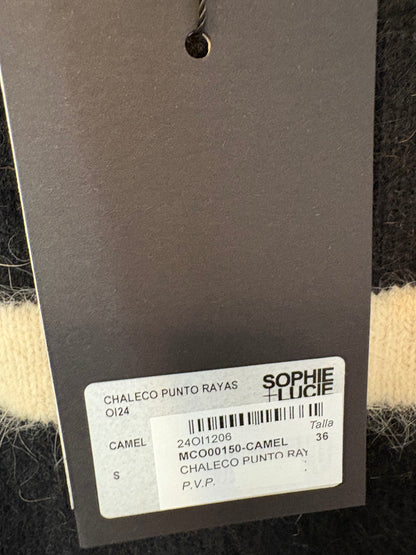 CHALECO PUNTO RAYAS
OI24
SOPHIE
+LUCIE
CAMEL
S
24OI1206
Talla
MCO00150-CAMEL
36
CHALECO PUNTO RAY
P.V.P.